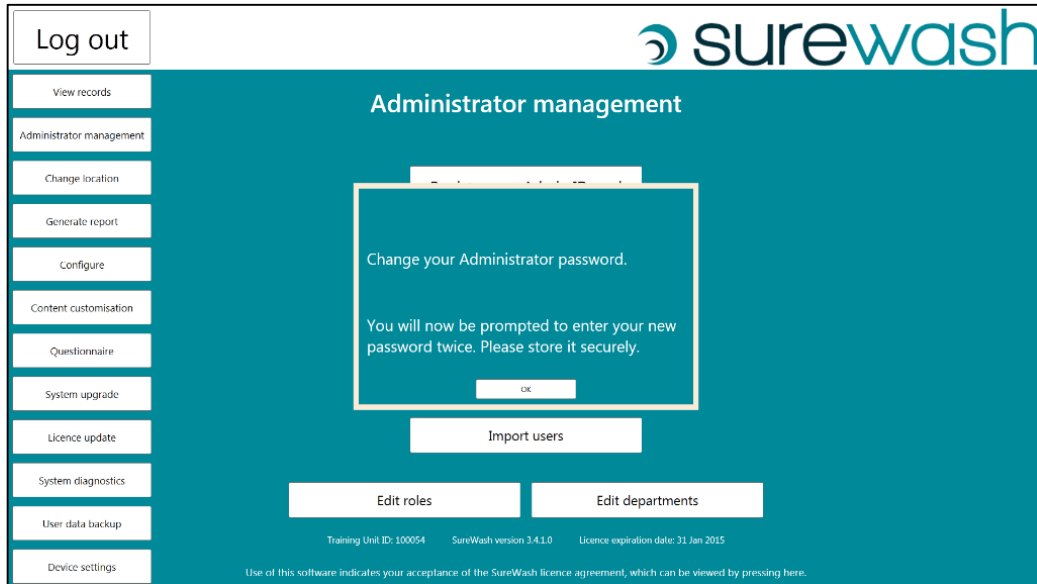 Log out
surewash
View records
Administrator management
Administrator management
Change location
Generate report
Configure
Content customisation
Questionnaire
System upgrade
Licence update
System diagnostics
User data backup
Device settings
Change your Administrator password.
You will now be prompted to enter your new
password twice. Please store it securely.
OK
Import users
Edit roles
Edit departments
Training Unit ID: 100054 SureWash version 3.4.1.0 Licence expiration date: 31 Jan 2015
Use of this software indicates your acceptance of the SureWash licence agreement, which can be viewed by pressing here.